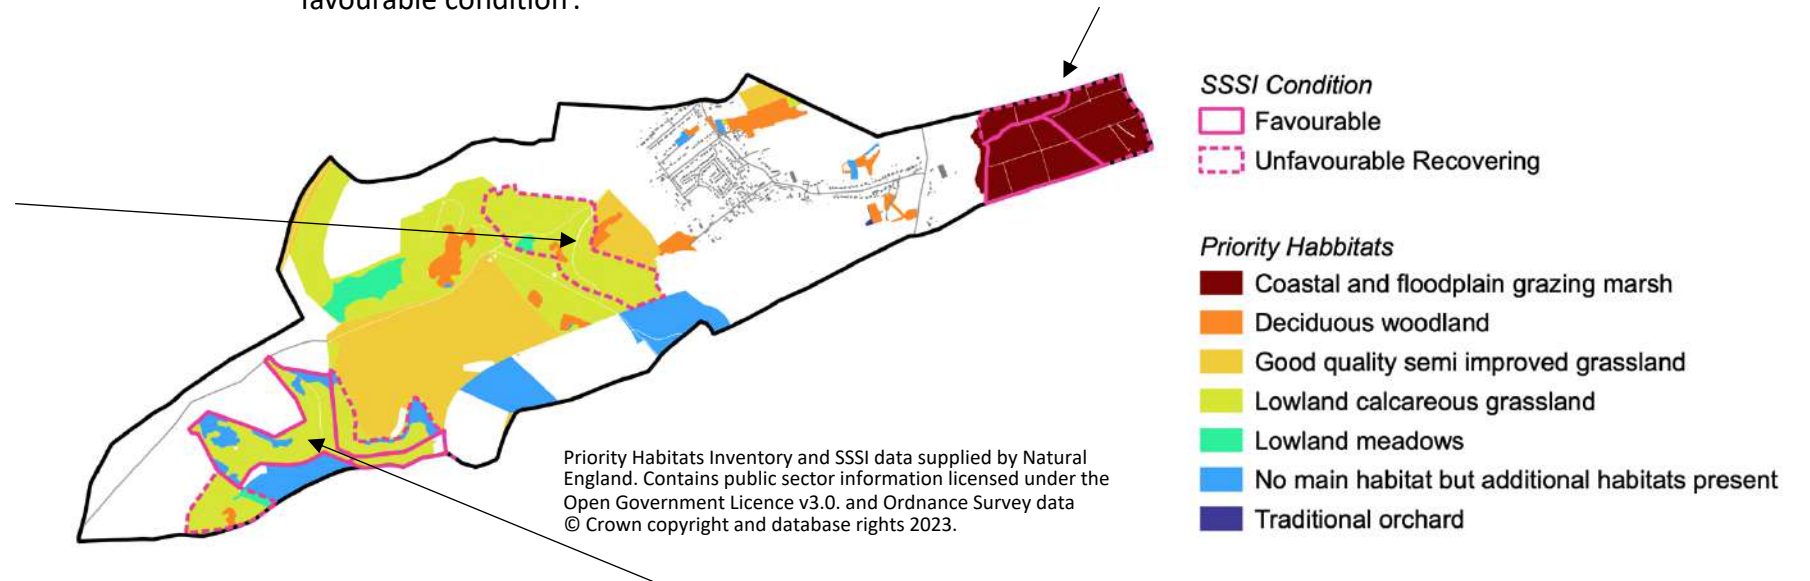 favourable condition'.
SSSI Condition
Favourable
Unfavourable Recovering
Priority Habbitats
Coastal and floodplain grazing marsh
Deciduous woodland
Good quality semi improved grassland
Lowland calcareous grassland
Lowland meadows
No main habitat but additional habitats present
Traditional orchard
Priority Habitats Inventory and SSSI data supplied by Natural
England. Contains public sector information licensed under the
Open Government Licence v3.0. and Ordnance Survey data
© Crown copyright and database rights 2023.